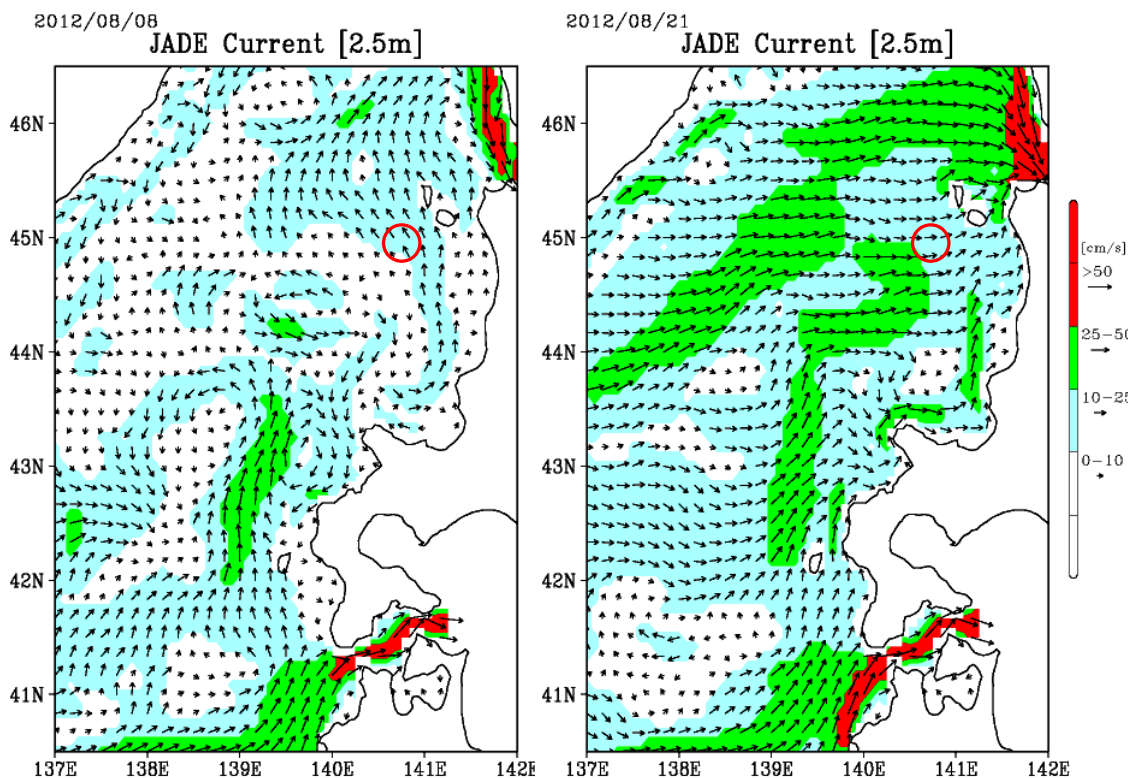 2012/08/08
JADE Current [2.5m]
46N
45N
44N
43N
42N
41N
137E 138E 139E 140E 141E 142E
2012/08/21
JADE Current [2.5m]
46N
45N
44N
43N
42N
41N
137E 138E 139E 140E 141E 142E
[cm/s]
>50
25-50
10-25
0-10